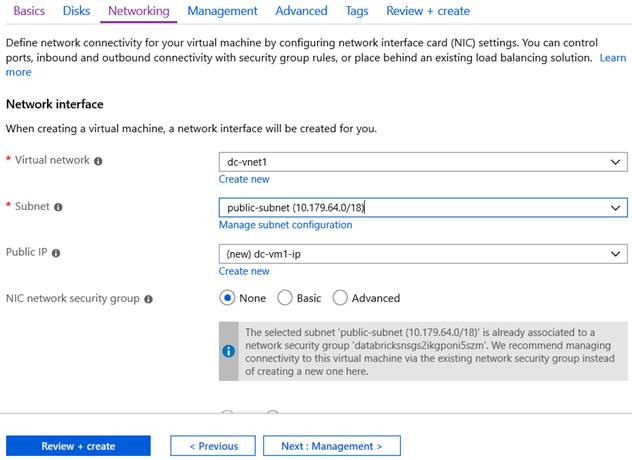 Basics Disks Networking Management Advanced Tags Review + create
Define network connectivity for your virtual machine by configuring network interface card (NIC) settings. You can control
ports, inbound and outbound connectivity with security group rules, or place behind an existing load balancing solution. Learn
more
Network interface
When creating a virtual machine, a network interface will be created for you.
* Virtual network
dc-vnet1
Create new
* Subnet
public-subnet (10.179.64.0/18)
Manage subnet configuration
Public IP
(new) dc-vm1-ip
Create new
NIC network security group
None Basic Advanced
The selected subnet 'public-subnet (10.179.64.0/18)' is already associated to a
network security group 'databricksnsgs2ikgponi5szm'. We recommend managing
connectivity to this virtual machine via the existing network security group instead
of creating a new one here.
Review + create < Previous Next : Management >